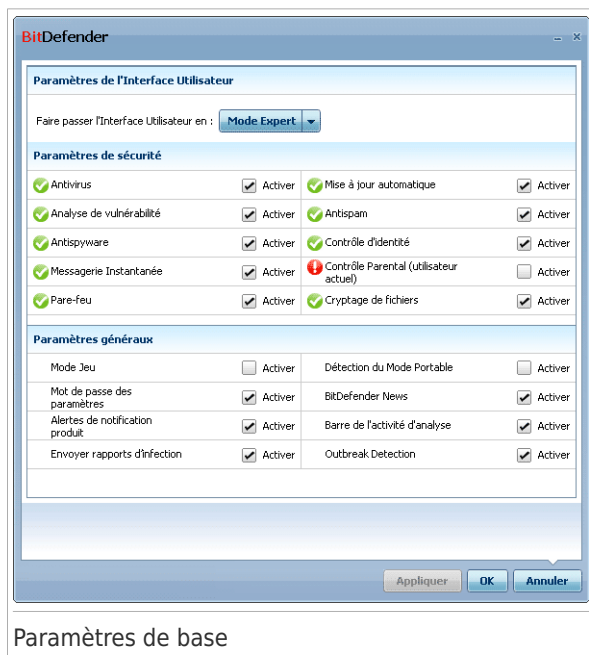 BitDefender
Paramètres de l'Interface Utilisateur
Faire passer l'Interface Utilisateur en : Mode Expert
Paramètres de sécurité
Antivirus Activer Mise à jour automatique Activer
Analyse de vulnérabilité Activer Antispam Activer
Antispyware Activer Contrôle d'identité Activer
Messagerie Instantanée Activer Contrôle Parental (utilisateur
actuel) Activer
Pare-feu Activer Cryptage de fichiers Activer
Paramètres généraux
Mode Jeu Activer Détection du Mode Portable Activer
Mot de passe des
paramètres Activer BitDefender News Activer
Alertes de notification
produit Activer Barre de l'activité d'analyse Activer
Envoyer rapports d'infection Activer Outbreak Detection Activer
Appliquer OK Annuler
Paramètres de base